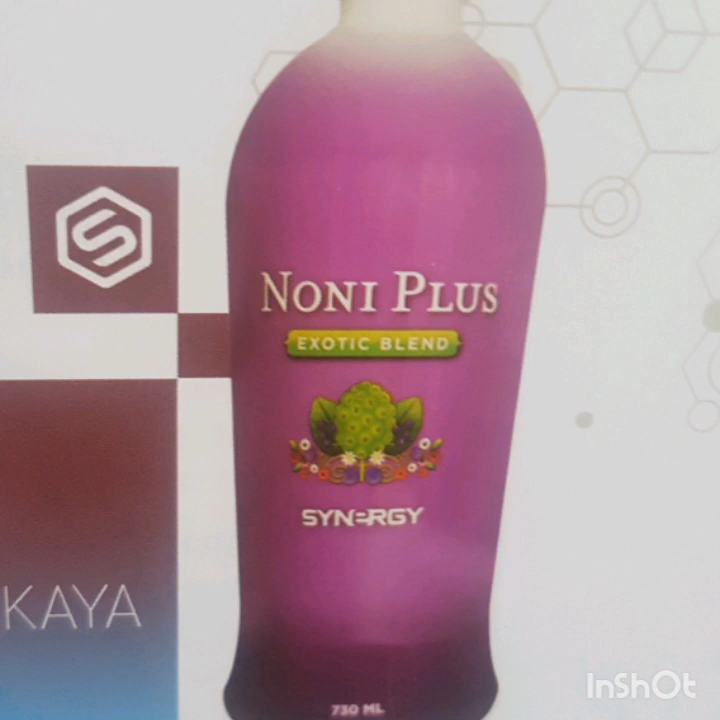 NONI PLUS
EXOTIC BLEND
SYNERGY
KAYA
730 ML
InShOt